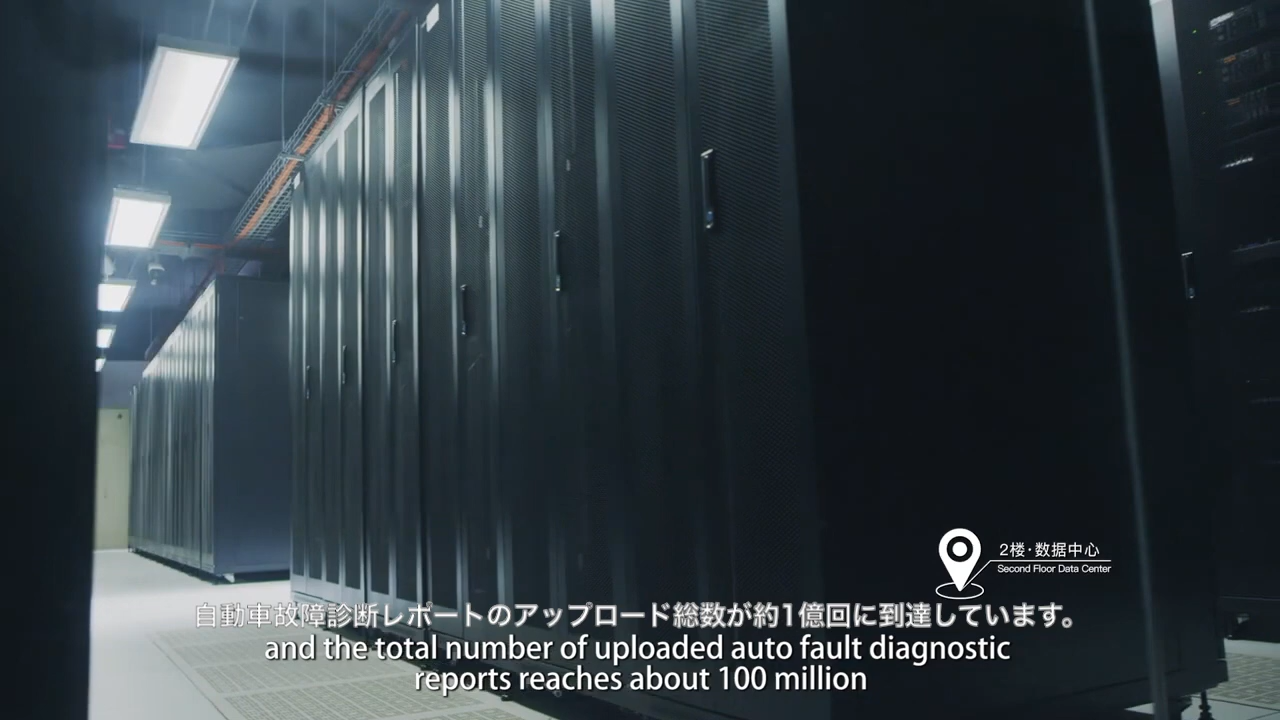 2楼·数据中心
Second Floor Data Center
自動車故障診断レポートのアップロード総数が約1億回に到達しています。
and the total number of uploaded auto fault diagnostic
reports reaches about 100 million